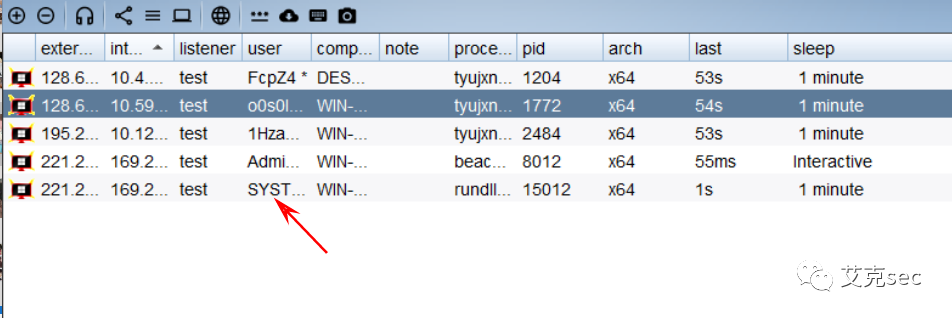 exter... int... listener user comp... note proce... pid arch last sleep
128.6... 10.4.... test FcpZ4 * DES... tyujxn... 1204 x64 53s 1 minute
128.6... 10.59... test o0s0l... WIN-... tyujxn... 1772 x64 54s 1 minute
195.2... 10.12... test 1Hza... WIN-... tyujxn... 2484 x64 53s 1 minute
221.2... 169.2... test Admi... WIN-... beac... 8012 x64 55ms Interactive
221.2... 169.2... test SYST... WIN-... rundll... 15012 x64 1s 1 minute
艾克sec